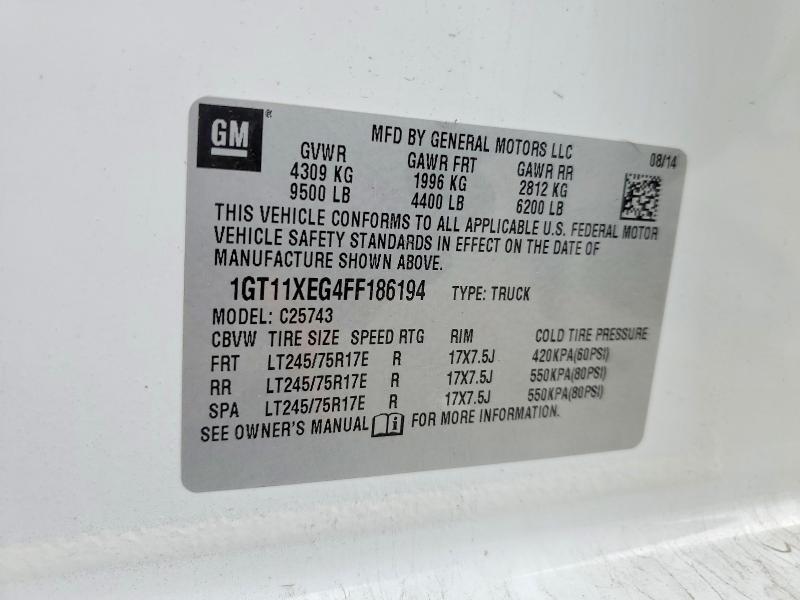 GM
MFD BY GENERAL MOTORS LLC
08/14
GVWR GAWR FRT GAWR RR
4309 KG 1996 KG 2812 KG
9500 LB 4400 LB 6200 LB
THIS VEHICLE CONFORMS TO ALL APPLICABLE U.S. FEDERAL MOTOR
VEHICLE SAFETY STANDARDS IN EFFECT ON THE DATE OF
MANUFACTURE SHOWN ABOVE.
1GT11XEG4FF186194 TYPE: TRUCK
MODEL: C25743
CBVW TIRE SIZE SPEED RTG RIM COLD TIRE PRESSURE
FRT LT245/75R17E R 17X7.5J 420KPA(60PSI)
RR LT245/75R17E R 17X7.5J 550KPA(80PSI)
SPA LT245/75R17E R 17X7.5J 550KPA(80PSI)
SEE OWNER'S MANUAL i FOR MORE INFORMATION.